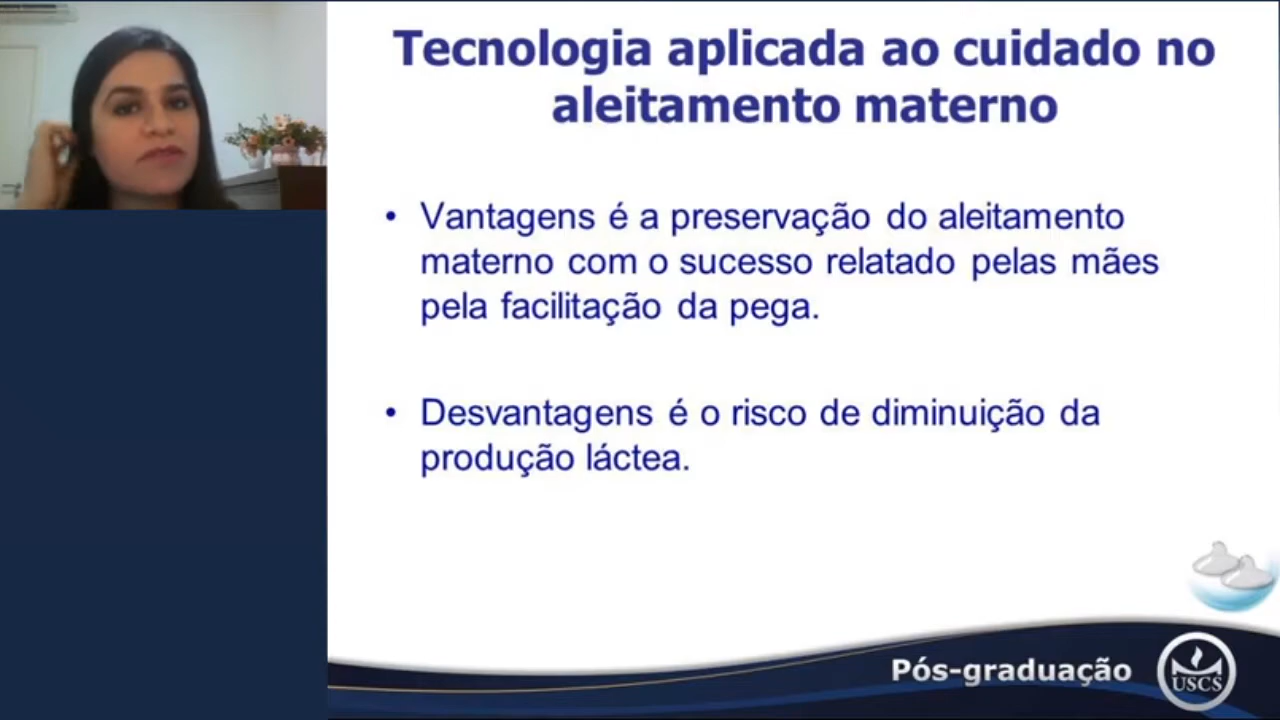 Tecnologia aplicada ao cuidado no
aleitamento materno
• Vantagens é a preservação do aleitamento
materno com o sucesso relatado pelas mães
pela facilitação da pega.
• Desvantagens é o risco de diminuição da
produção láctea.
Pós-graduação
USCS